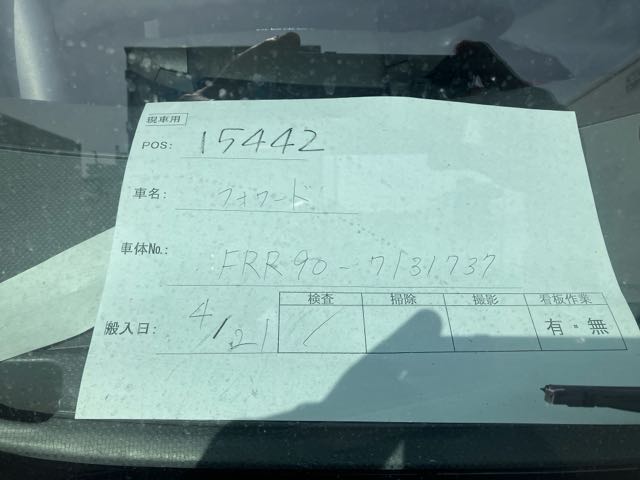 現車用
POS: 15442
車名: フォワード
車体No.: FRR90-7131737
検査 掃除 撮影 看板作業
搬入日: 4/21 / 有・無